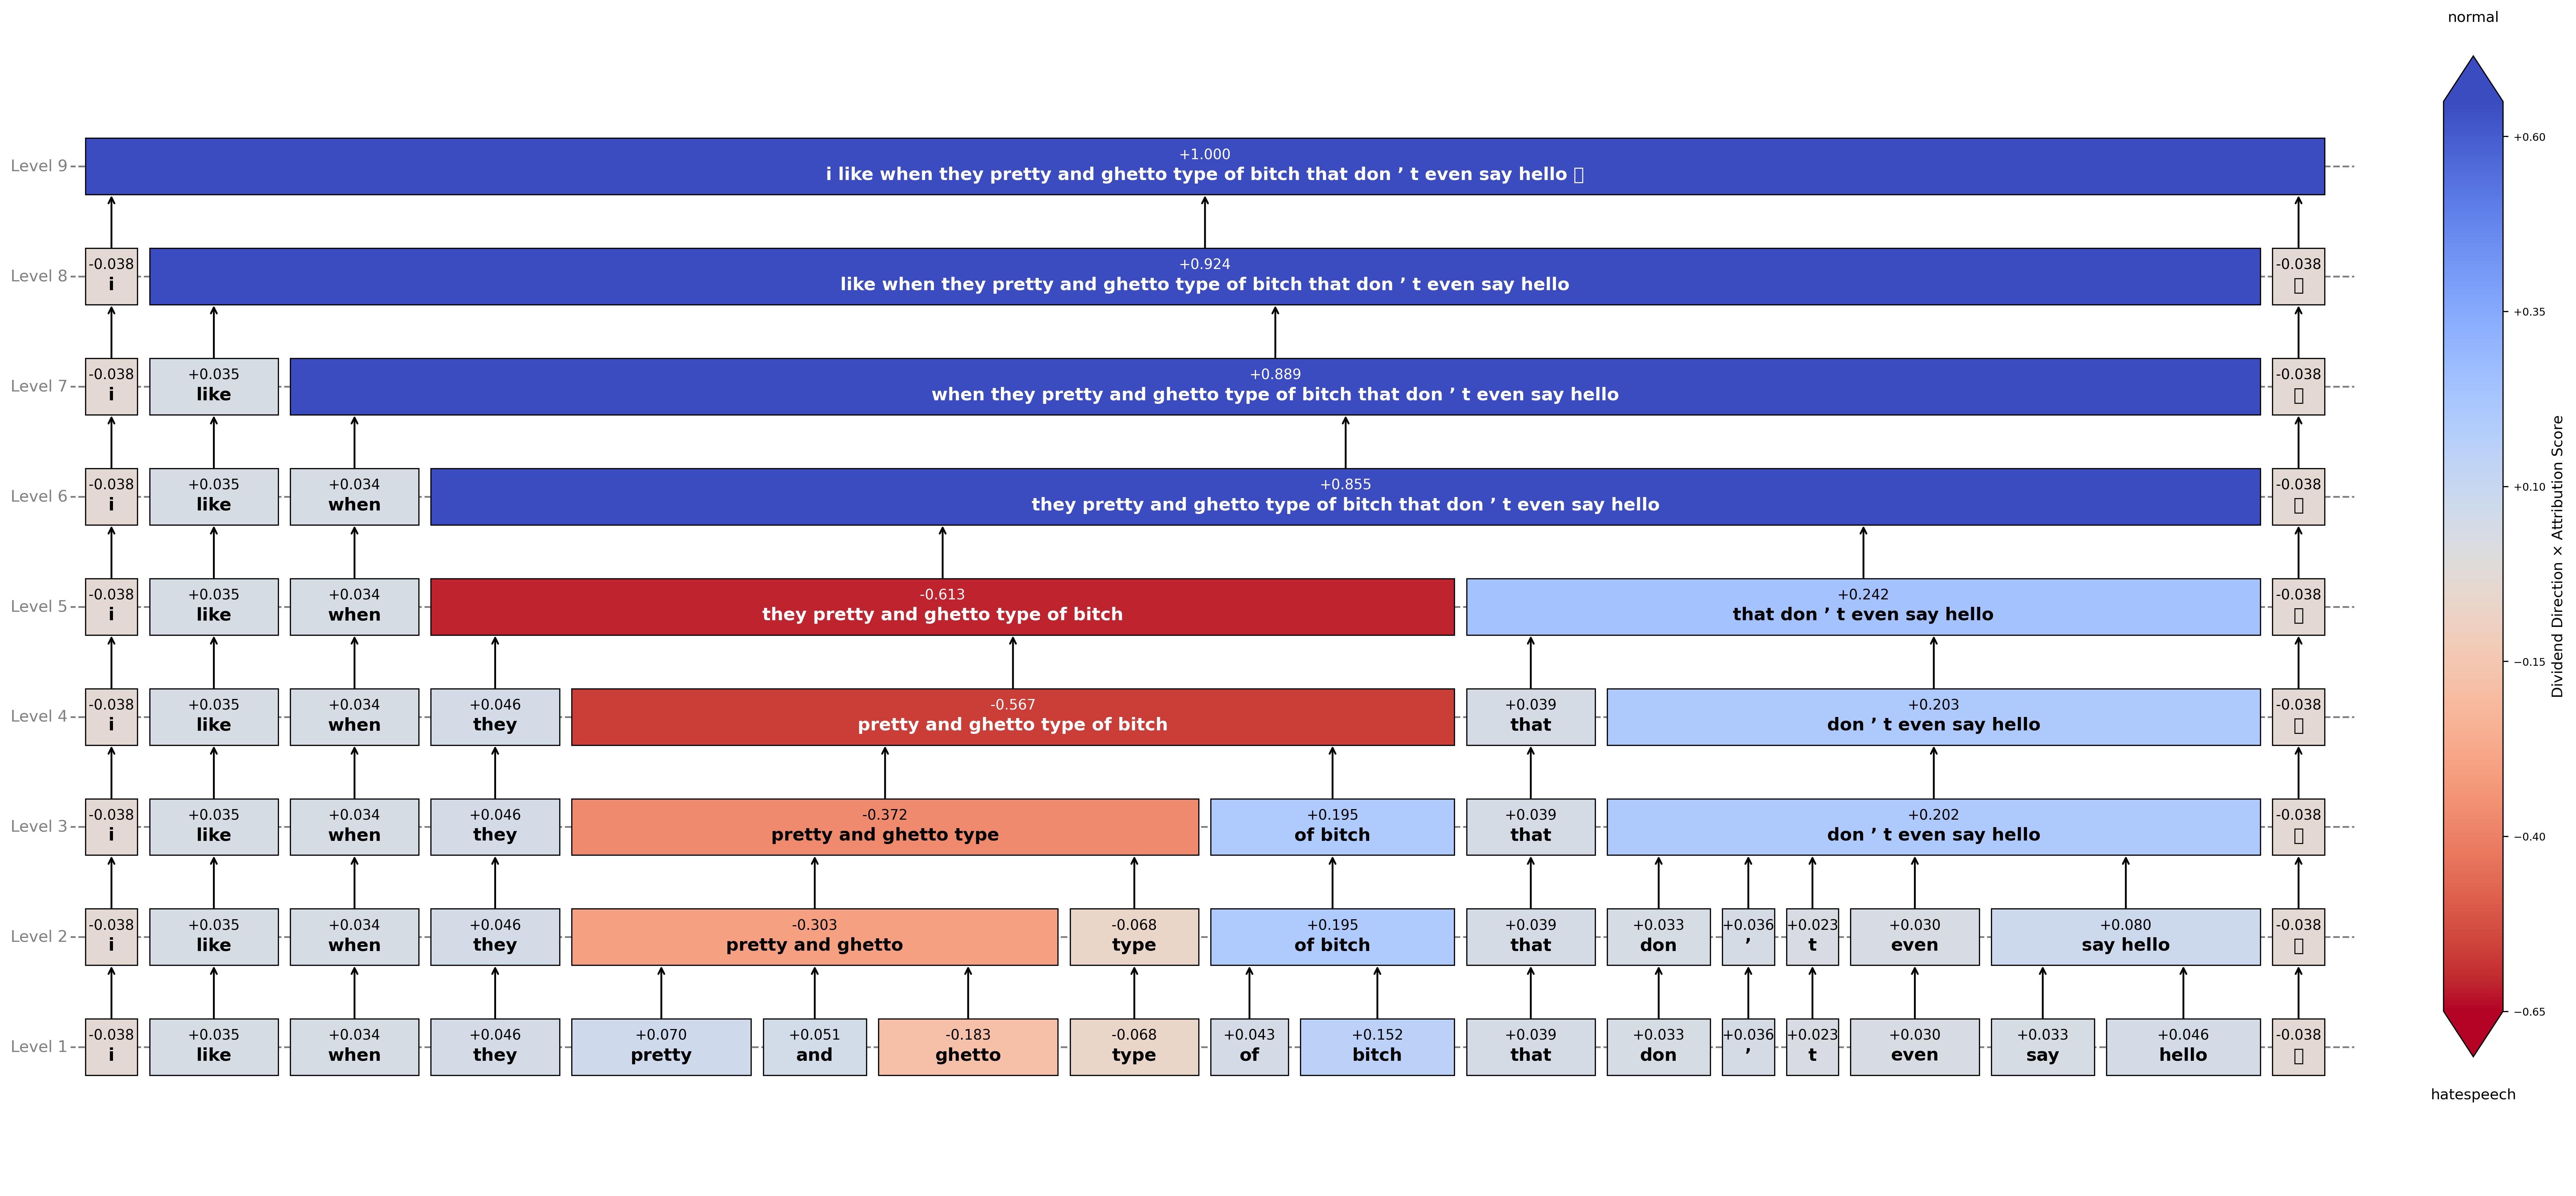 normal
Level 9
+1.000
i like when they pretty and ghetto type of bitch that don ’ t even say hello
Level 8
-0.038
i
+0.924
like when they pretty and ghetto type of bitch that don ’ t even say hello
-0.038
Level 7
-0.038
i
+0.035
like
+0.889
when they pretty and ghetto type of bitch that don ’ t even say hello
-0.038
Level 6
-0.038
i
+0.035
like
+0.034
when
+0.855
they pretty and ghetto type of bitch that don ’ t even say hello
-0.038
Level 5
-0.038
i
+0.035
like
+0.034
when
-0.613
they pretty and ghetto type of bitch
+0.242
that don ’ t even say hello
-0.038
Level 4
-0.038
i
+0.035
like
+0.034
when
+0.046
they
-0.567
pretty and ghetto type of bitch
+0.039
that
+0.203
don ’ t even say hello
-0.038
Level 3
-0.038
i
+0.035
like
+0.034
when
+0.046
they
-0.372
pretty and ghetto type
+0.195
of bitch
+0.039
that
+0.202
don ’ t even say hello
-0.038
Level 2
-0.038
i
+0.035
like
+0.034
when
+0.046
they
-0.303
pretty and ghetto
-0.068
type
+0.195
of bitch
+0.039
that
+0.033
don
+0.036
’
+0.023
t
+0.030
even
+0.080
say hello
-0.038
Level 1
-0.038
i
+0.035
like
+0.034
when
+0.046
they
+0.070
pretty
+0.051
and
-0.183
ghetto
-0.068
type
+0.043
of
+0.152
bitch
+0.039
that
+0.033
don
+0.036
’
+0.023
t
+0.030
even
+0.033
say
+0.046
hello
-0.038
+0.60
+0.35
+0.10
−0.15
−0.40
−0.65
Dividend Direction × Attribution Score
hatespeech